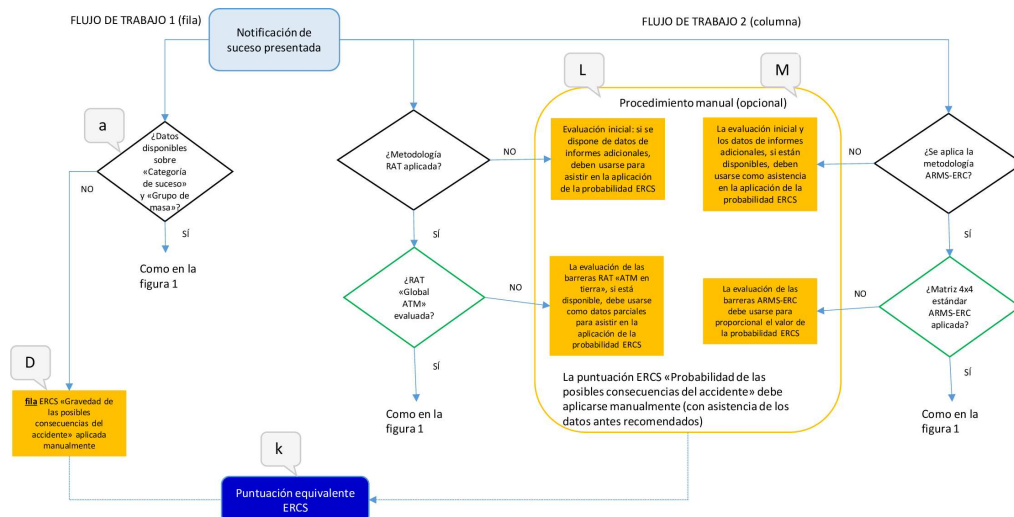 FLUJO DE TRABAJO 1 (fila)
FLUJO DE TRABAJO 2 (columna)
Notificación de
suceso presentada
L
M
a
Procedimiento manual (opcional)
¿Datos
disponibles
sobre
«Categoría
de suceso»
y «Grupo de
masa»?
NO
SÍ
Como en la
figura 1
¿Metodología
RAT aplicada?
NO
SÍ
Evaluación inicial: si se
dispone de datos de
informes adicionales,
deben usarse para
asistir en la aplicación
de la probabilidad ERCS
La evaluación inicial y
los datos de informes
adicionales, si están
disponibles, deben
usarse como asistencia
en la aplicación de la
probabilidad ERCS
NO
¿Se aplica la
metodología
ARMS-ERC?
SÍ
¿RAT
«Global
ATM»
evaluada?
NO
SÍ
Como en la
figura 1
La evaluación de las
barreras RAT «ATM en
tierra», si está
disponible, debe usarse
como datos parciales
para asistir en la
aplicación de la
probabilidad ERCS
La evaluación de las
barreras ARMS-ERC
debe usarse para
proporcional el valor de
la probabilidad ERCS
NO
¿Matriz 4x4
estándar
ARMS-ERC
aplicada?
SÍ
Como en la
figura 1
La puntuación ERCS «Probabilidad de las
posibles consecuencias del accidente» debe
aplicarse manualmente (con asistencia de los
datos antes recomendados)
D
fila ERCS «Gravedad de
las posibles
consecuencias del
accidente» aplicada
manualmente
k
Puntuación equivalente
ERCS